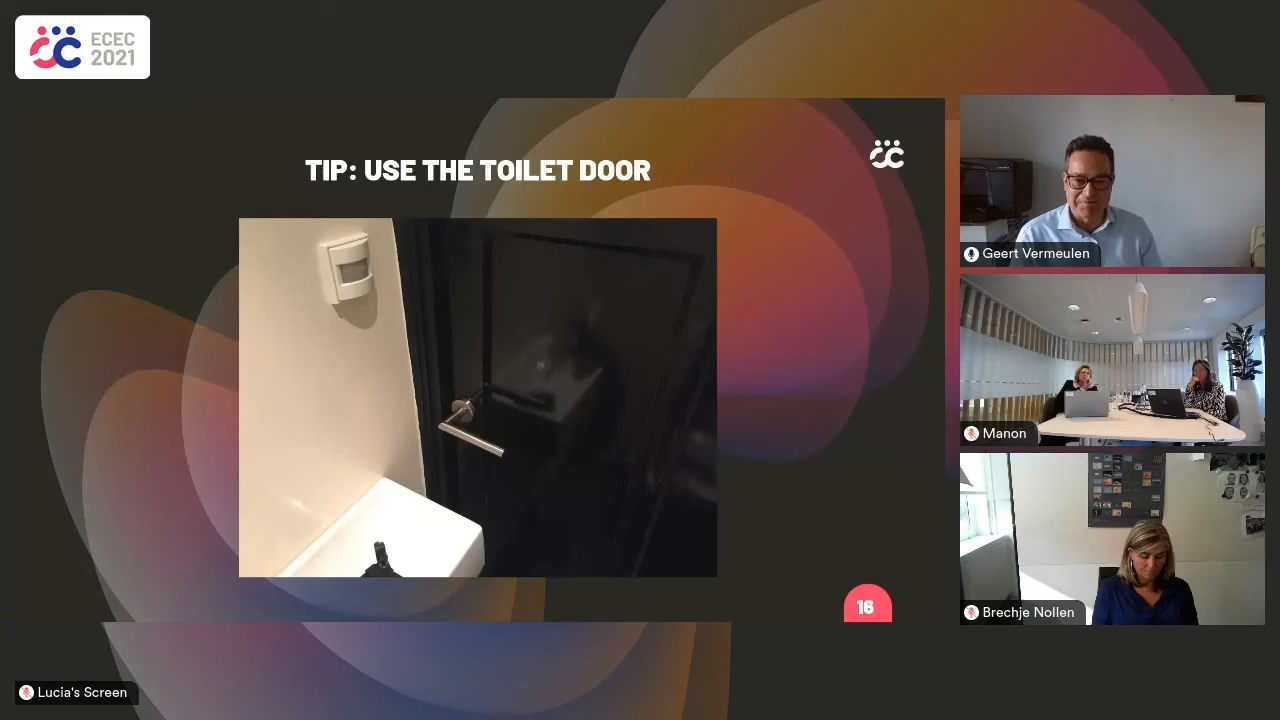 ECEC
2021
TIP: USE THE TOILET DOOR
16
Geert Vermeulen
Manon
Brechje Nollen
Lucia's Screen